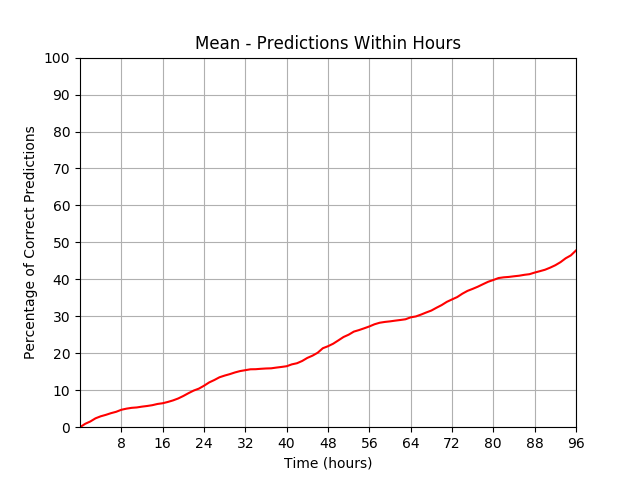 Mean - Predictions Within Hours
100
90
80
70
60
50
40
30
20
10
0
Percentage of Correct Predictions
8 16 24 32 40 48 56 64 72 80 88 96
Time (hours)